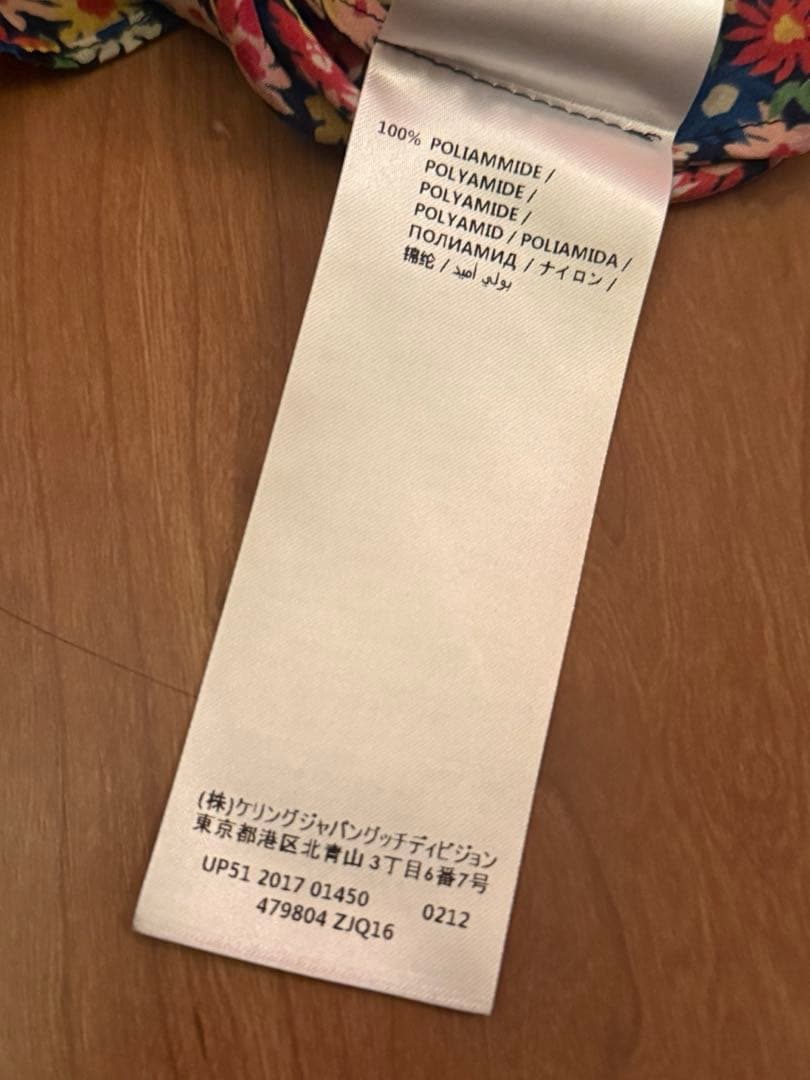 100% POLIAMMIDE /
POLYAMIDE /
POLYAMIDE /
POLYAMID / POLIAMIDA /
ПОЛИАМИД / ナイロン /
锦纶 / بولي أميد
(株)ケリングジャパングッチディビジョン
東京都港区北青山3丁目6番7号
UP51 2017 01450 0212
479804 ZJQ16